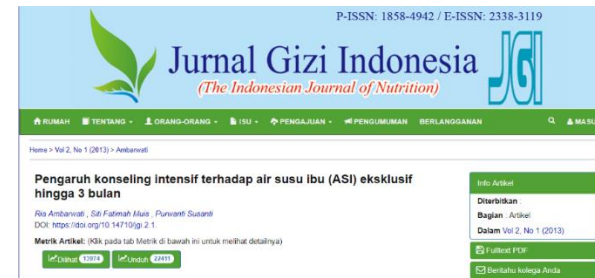 P-ISSN: 1858-4942 / E-ISSN: 2338-3119
Jurnal Gizi Indonesia
(The Indonesian Journal of Nutrition)
JGI
RUMAH TENTANG ORANG-ORANG ISU PENGAJUAN PENGUMUMAN BERLANGGANAN MASU
Home > Vol 2, No 1 (2013) > Ambarwati
Pengaruh konseling intensif terhadap air susu ibu (ASI) eksklusif
hingga 3 bulan
Ria Ambarwati , Siti Fatimah Muis , Purwanti Susanti
DOI: https://doi.org/10.14710/jgi.2.1.
Metrik Artikel: (Klik pada tab Metrik di bawah ini untuk melihat detailnya)
Dilihat 13974 Unduh 22411
Info Artikel
Diterbitkan :
Bagian : Artikel
Dalam Vol 2, No 1 (2013)
Fulltext PDF
Beritahu kolega Anda